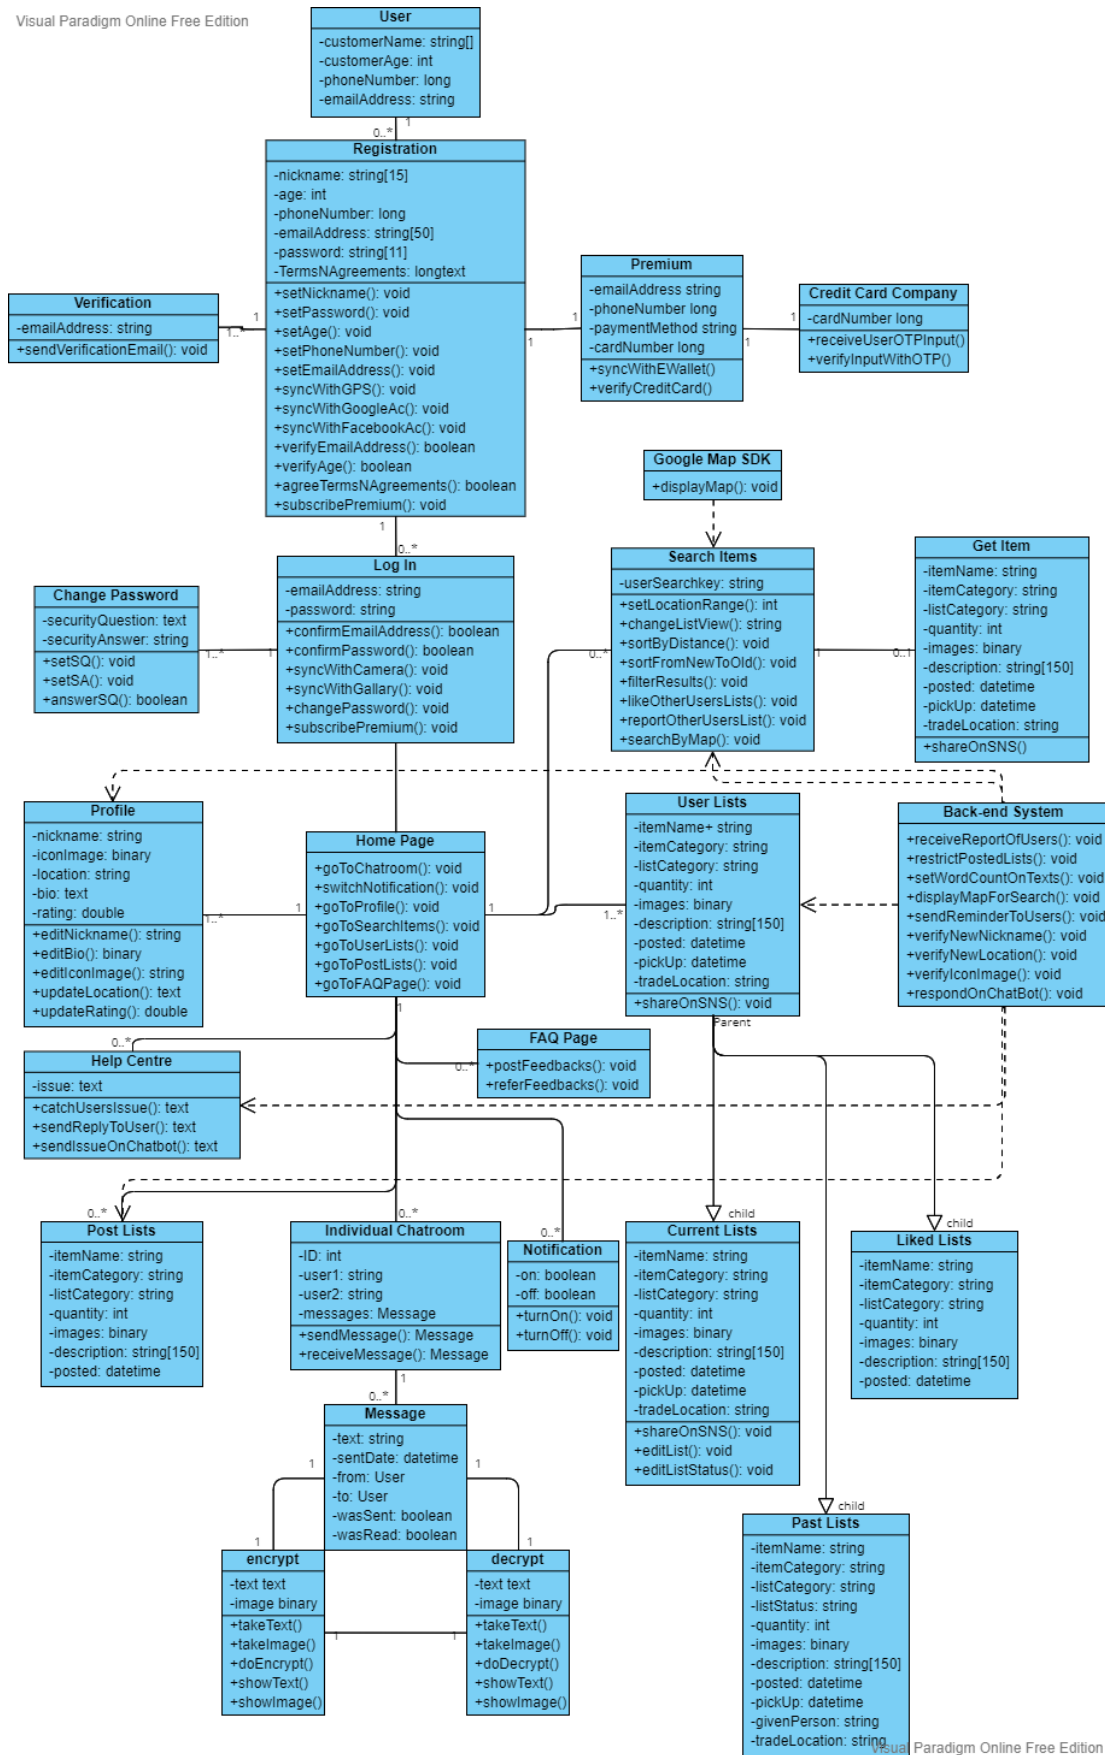 Visual Paradigm Online Free Edition
User
-customerName: string[]
-customerAge: int
-phoneNumber: long
-emailAddress: string
1
0..*
Registration
-nickname: string[15]
-age: int
-phoneNumber: long
-emailAddress: string[50]
-password: string[11]
-TermsNAgreements: longtext
+setNickname(): void
+setPassword(): void
+setAge(): void
+setPhoneNumber(): void
+setEmailAddress(): void
+syncWithGPS(): void
+syncWithGoogleAc(): void
+syncWithFacebookAc(): void
+verifyEmailAddress(): boolean
+verifyAge(): boolean
+agreeTermsNAgreements(): boolean
+subscribePremium(): void
Verification
-emailAddress: string
+sendVerificationEmail(): void
1
1..*
Premium
-emailAddress string
-phoneNumber long
-paymentMethod string
-cardNumber long
+syncWithEWallet()
+verifyCreditCard()
1
1
Credit Card Company
-cardNumber long
+receiveUserOTPInput()
+verifyInputWithOTP()
1
1
Google Map SDK
+displayMap(): void
1
0..*
Log In
-emailAddress: string
-password: string
+confirmEmailAddress(): boolean
+confirmPassword(): boolean
+syncWithCamera(): void
+syncWithGallary(): void
+changePassword(): void
+subscribePremium(): void
Change Password
-securityQuestion: text
-securityAnswer: string
+setSQ(): void
+setSA(): void
+answerSQ(): boolean
1..*
1
Search Items
-userSearchkey: string
+setLocationRange(): int
+changeListView(): string
+sortByDistance(): void
+sortFromNewToOld(): void
+filterResults(): void
+likeOtherUsersLists(): void
+reportOtherUsersList(): void
+searchByMap(): void
0..*
1
0..1
Get Item
-itemName: string
-itemCategory: string
-listCategory: string
-quantity: int
-images: binary
-description: string[150]
-posted: datetime
-pickUp: datetime
-tradeLocation: string
+shareOnSNS()
Profile
-nickname: string
-iconImage: binary
-location: string
-bio: text
-rating: double
+editNickname(): string
+editBio(): binary
+editIconImage(): string
+updateLocation(): text
+updateRating(): double
1..*
1
Home Page
+goToChatroom(): void
+switchNotification(): void
+goToProfile(): void
+goToSearchItems(): void
+goToUserLists(): void
+goToPostLists(): void
+goToFAQPage(): void
1
1
User Lists
-itemName+ string
-itemCategory: string
-listCategory: string
-quantity: int
-images: binary
-description: string[150]
-posted: datetime
-pickUp: datetime
-tradeLocation: string
+shareOnSNS(): void
1..*
Parent
Back-end System
+receiveReportOfUsers(): void
+restrictPostedLists(): void
+setWordCountOnTexts(): void
+displayMapForSearch(): void
+sendReminderToUsers(): void
+verifyNewNickname(): void
+verifyNewLocation(): void
+verifyIconImage(): void
+respondOnChatBot(): void
0..*
Help Centre
-issue: text
+catchUsersIssue(): text
+sendReplyToUser(): text
+sendIssueOnChatbot(): text
FAQ Page
+postFeedbacks(): void
+referFeedbacks(): void
0..*
0..*
Post Lists
-itemName: string
-itemCategory: string
-listCategory: string
-quantity: int
-images: binary
-description: string[150]
-posted: datetime
0..*
Individual Chatroom
-ID: int
-user1: string
-user2: string
-messages: Message
+sendMessage(): Message
+receiveMessage(): Message
0..*
Notification
-on: boolean
-off: boolean
+turnOn(): void
+turnOff(): void
child
Current Lists
-itemName: string
-itemCategory: string
-listCategory: string
-quantity: int
-images: binary
-description: string[150]
-posted: datetime
-pickUp: datetime
-tradeLocation: string
+shareOnSNS(): void
+editList(): void
+editListStatus(): void
child
Liked Lists
-itemName: string
-itemCategory: string
-listCategory: string
-quantity: int
-images: binary
-description: string[150]
-posted: datetime
1
0..*
Message
-text: string
-sentDate: datetime
-from: User
-to: User
-wasSent: boolean
-wasRead: boolean
1
1
1
1
encrypt
-text text
-image binary
+takeText()
+takeImage()
+doEncrypt()
+showText()
+showImage()
1
1
decrypt
-text text
-image binary
+takeText()
+takeImage()
+doDecrypt()
+showText()
+showImage()
child
Past Lists
-itemName: string
-itemCategory: string
-listCategory: string
-listStatus: string
-quantity: int
-images: binary
-description: string[150]
-posted: datetime
-pickUp: datetime
-givenPerson: string
-tradeLocation: string
Visual Paradigm Online Free Edition